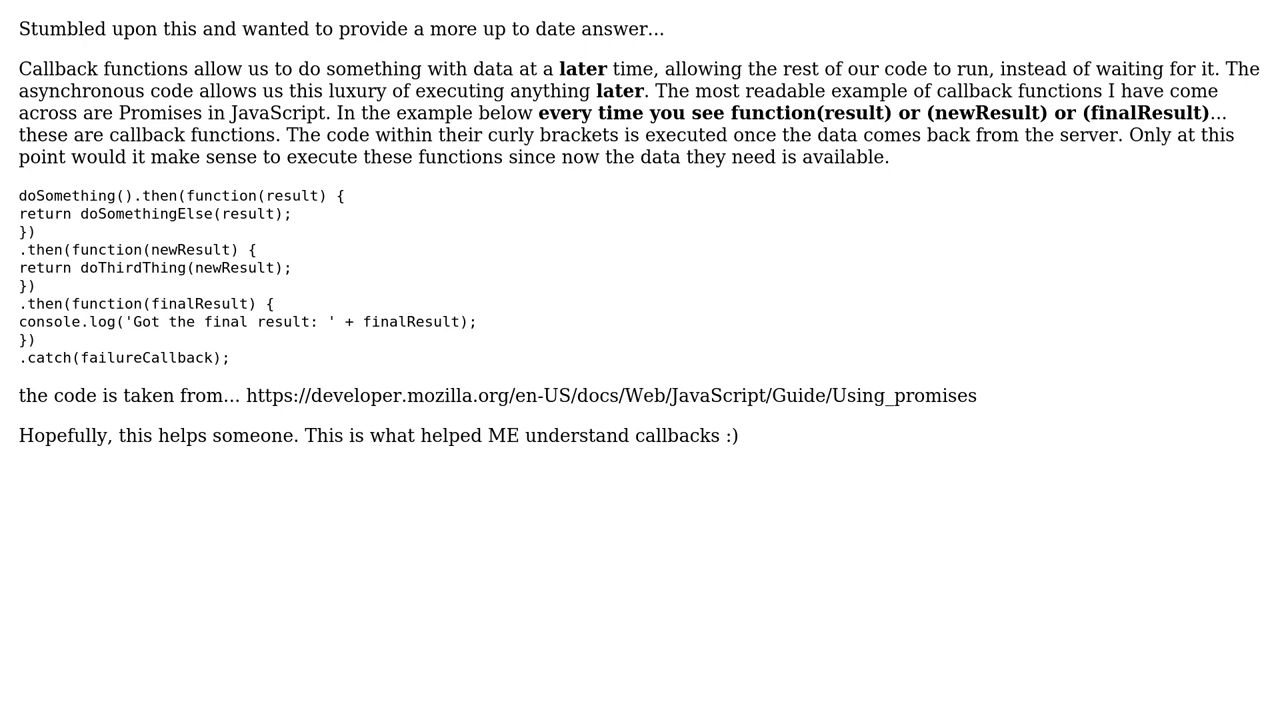 Stumbled upon this and wanted to provide a more up to date answer...
Callback functions allow us to do something with data at a later time, allowing the rest of our code to run, instead of waiting for it. The
asynchronous code allows us this luxury of executing anything later. The most readable example of callback functions I have come
across are Promises in JavaScript. In the example below every time you see function(result) or (newResult) or (finalResult)...
these are callback functions. The code within their curly brackets is executed once the data comes back from the server. Only at this
point would it make sense to execute these functions since now the data they need is available.
doSomething().then(function(result) {
return doSomethingElse(result);
})
.then(function(newResult) {
return doThirdThing(newResult);
})
.then(function(finalResult) {
console.log('Got the final result: ' + finalResult);
})
.catch(failureCallback);
the code is taken from... https://developer.mozilla.org/en-US/docs/Web/JavaScript/Guide/Using_promises
Hopefully, this helps someone. This is what helped ME understand callbacks :)